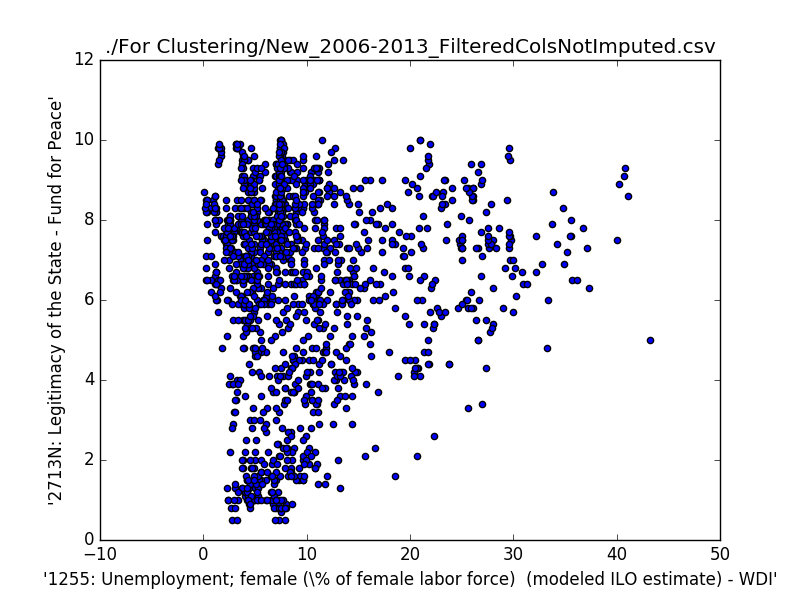 ./For Clustering/New_2006-2013_FilteredColsNotImputed.csv
12
10
8
6
4
2
0
'2713N: Legitimacy of the State - Fund for Peace'
−10 0 10 20 30 40 50
'1255: Unemployment; female (\% of female labor force)  (modeled ILO estimate) - WDI'